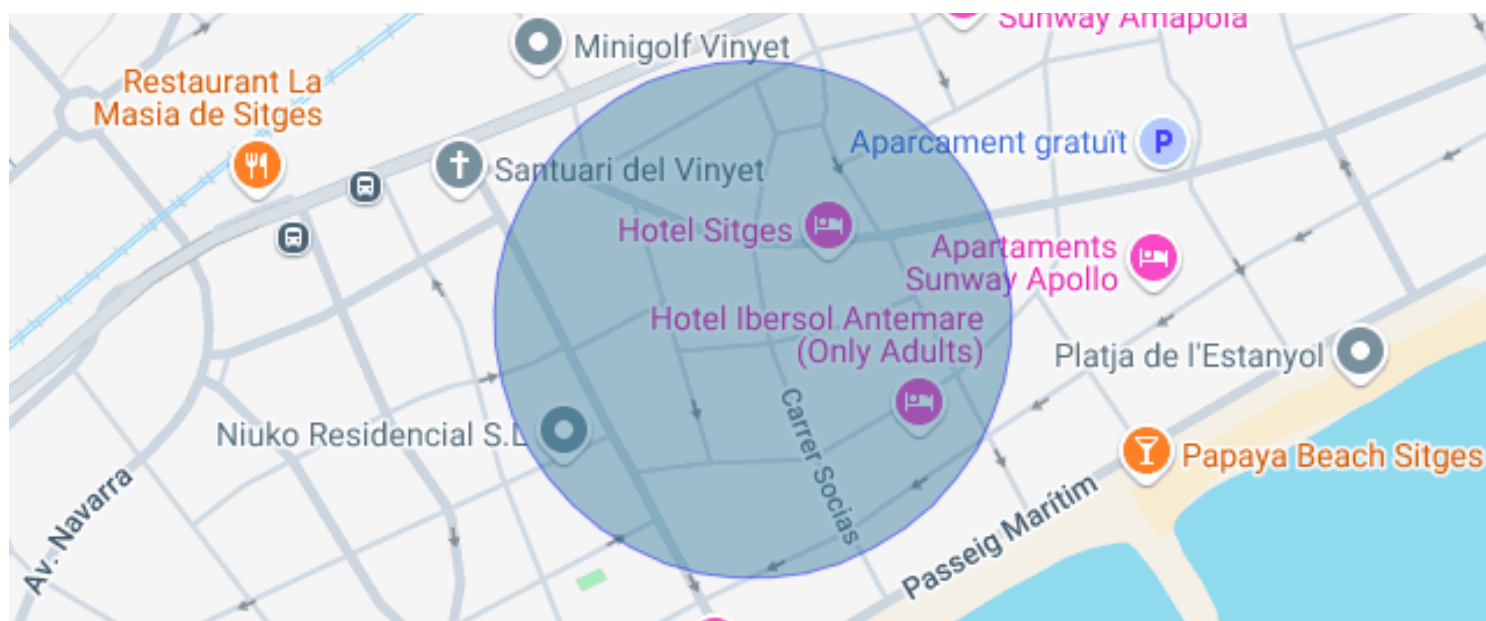 Sunway Amapola
Minigolf Vinyet
Restaurant La
Masia de Sitges
Aparcament gratuït
P
Santuari del Vinyet
Hotel Sitges
Apartaments
Sunway Apollo
Hotel Ibersol Antemare
(Only Adults)
Platja de l'Estanyol
Niuko Residencial S.L
Carrer Socias
Papaya Beach Sitges
Av. Navarra
Passeig Marítim